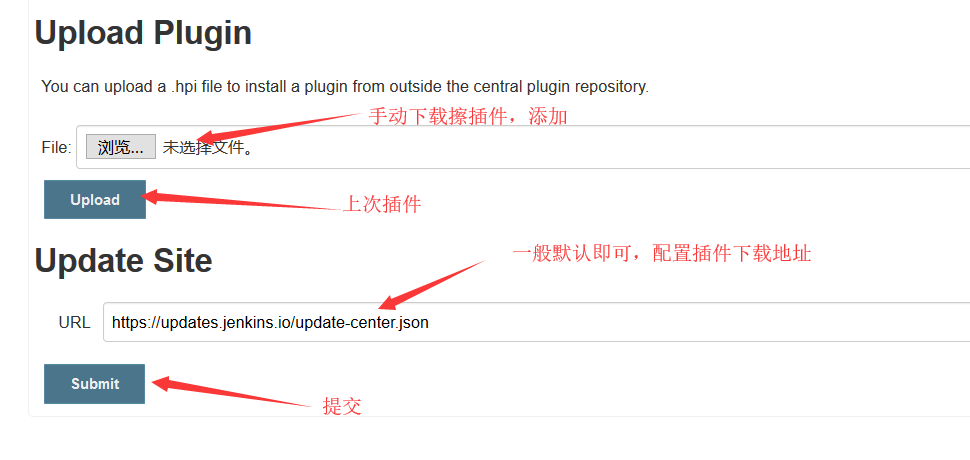 Upload Plugin
You can upload a .hpi file to install a plugin from outside the central plugin repository.
手动下载擦插件，添加
File: 浏览... 未选择文件。
Upload
上次插件
Update Site
一般默认即可，配置插件下载地址
URL https://updates.jenkins.io/update-center.json
Submit
提交